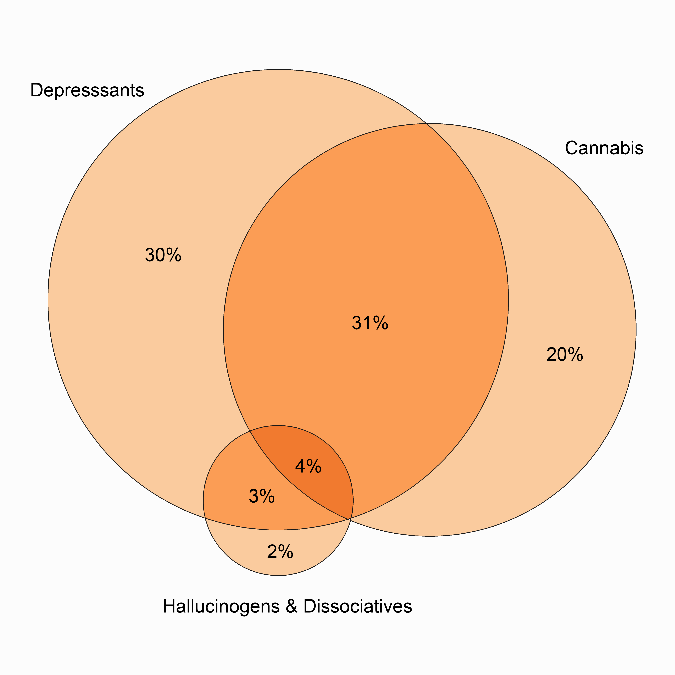 Depresssants
Cannabis
30%
31%
20%
4%
3%
2%
Hallucinogens & Dissociatives